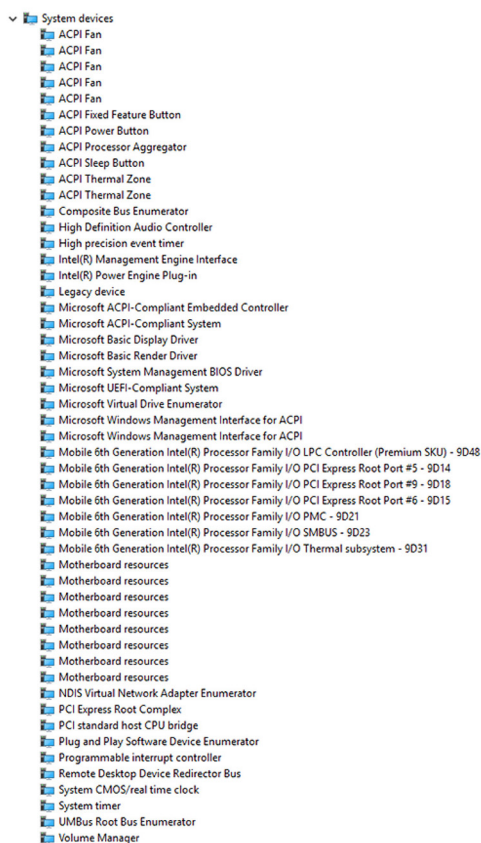 System devices
ACPI Fan
ACPI Fan
ACPI Fan
ACPI Fan
ACPI Fan
ACPI Fixed Feature Button
ACPI Power Button
ACPI Processor Aggregator
ACPI Sleep Button
ACPI Thermal Zone
ACPI Thermal Zone
Composite Bus Enumerator
High Definition Audio Controller
High precision event timer
Intel(R) Management Engine Interface
Intel(R) Power Engine Plug-in
Legacy device
Microsoft ACPI-Compliant Embedded Controller
Microsoft ACPI-Compliant System
Microsoft Basic Display Driver
Microsoft Basic Render Driver
Microsoft System Management BIOS Driver
Microsoft UEFI-Compliant System
Microsoft Virtual Drive Enumerator
Microsoft Windows Management Interface for ACPI
Microsoft Windows Management Interface for ACPI
Mobile 6th Generation Intel(R) Processor Family I/O LPC Controller (Premium SKU) - 9D48
Mobile 6th Generation Intel(R) Processor Family I/O PCI Express Root Port #5 - 9D14
Mobile 6th Generation Intel(R) Processor Family I/O PCI Express Root Port #9 - 9D18
Mobile 6th Generation Intel(R) Processor Family I/O PCI Express Root Port #6 - 9D15
Mobile 6th Generation Intel(R) Processor Family I/O PMC - 9D21
Mobile 6th Generation Intel(R) Processor Family I/O SMBUS - 9D23
Mobile 6th Generation Intel(R) Processor Family I/O Thermal subsystem - 9D31
Motherboard resources
Motherboard resources
Motherboard resources
Motherboard resources
Motherboard resources
Motherboard resources
Motherboard resources
Motherboard resources
NDIS Virtual Network Adapter Enumerator
PCI Express Root Complex
PCI standard host CPU bridge
Plug and Play Software Device Enumerator
Programmable interrupt controller
Remote Desktop Device Redirector Bus
System CMOS/real time clock
System timer
UMBus Root Bus Enumerator
Volume Manager